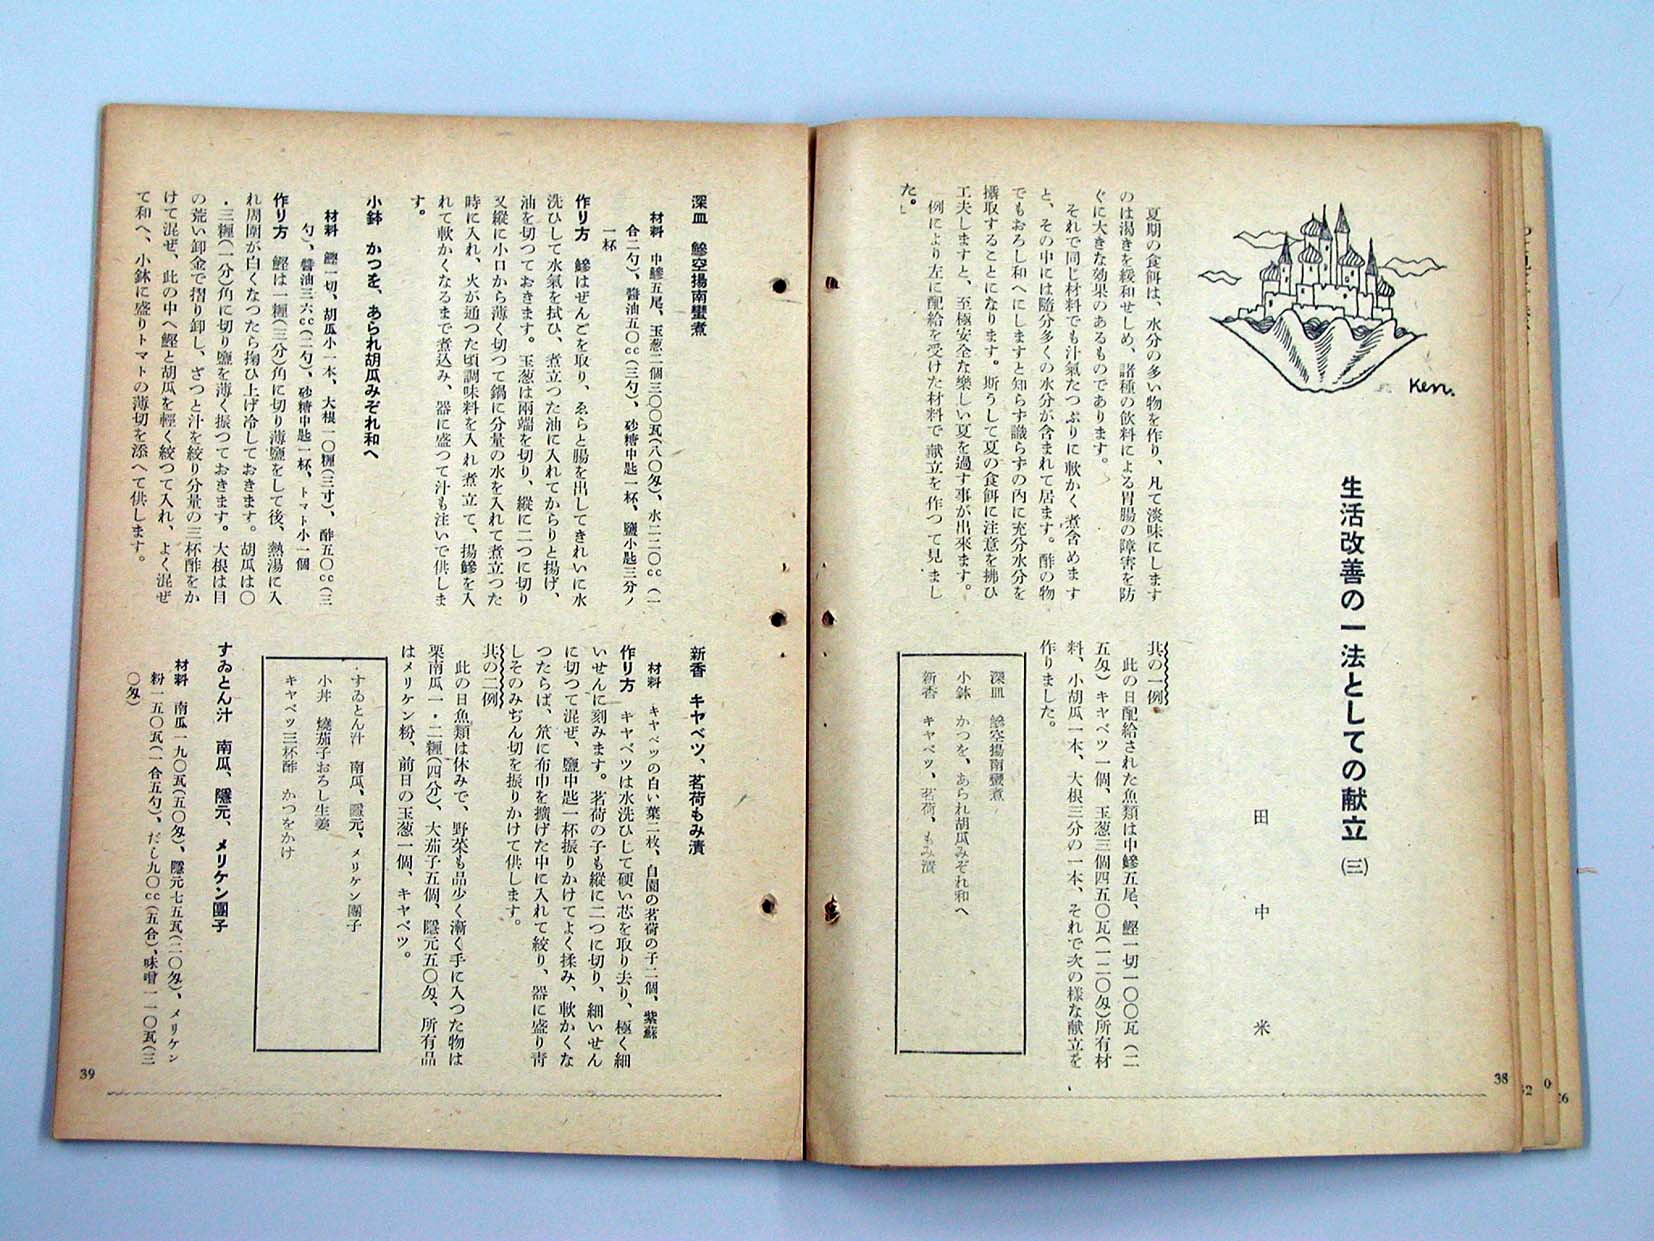 生活改善の一法としての献立(三)
田中米
Ken.
夏期の食餌は、水分の多い物を作り、凡て淡味にします
のは渇きを緩和せしめ、諸種の飲料による胃腸の障害を防
ぐに大きな効果のあるものであります。
それで同じ材料でも汁氣たつぷりに軟かく煮含めます
と、その中には隨分多くの水分が含まれて居ます。酢の物
でもおろし和へにしますと知らず識らずの内に充分水分を
攝取することになります。斯うして夏の食餌に注意を拂ひ
工夫しますと、至極安全な樂しい夏を過す事が出來ます。
例により左に配給を受けた材料で献立を作つて見まし
た。
其の一例
此の日配給された魚類は中鰺五尾、鰹一切一〇〇瓦(二
五匁)キャベツ一個、玉葱三個四五〇瓦(一二〇匁)所有材
料、小胡瓜一本、大根三分の一本、それで次の樣な献立を
作りました。
深皿 鰺空揚南蠻煮
小鉢 かつを、あられ胡瓜みぞれ和へ
新香 キャベツ、茗荷、もみ漬
38
深皿 鰺空揚南蠻煮
材料 中鰺五尾、玉葱二個三〇〇瓦(八〇匁)、水二二〇cc(一
合二勺)、醬油五〇cc(三勺)、砂糖中匙一杯、鹽小匙三分ノ
一杯
作り方 鰺はぜんごを取り、ゑらと腸を出してきれいに水
洗ひして水氣を拭ひ、煮立つた油に入れてからりと揚げ、
油を切つておきます。玉葱は兩端を切り、縱に二つに切り
又縱に小口から薄く切つて鍋に分量の水を入れて煮立つた
時に入れ、火が通つた頃調味料を入れ煮立て、揚鰺を入
れて軟かくなるまで煮込み、器に盛つて汁も注いで供しま
す。
小鉢 かつを、あられ胡瓜みぞれ和へ
材料 鰹一切、胡瓜小一本、大根一〇糎(三寸)、酢五〇cc(三
勺)、醬油三六cc(二勺)、砂糖中匙一杯、トマト小一個
作り方 鰹は一糎(三分)角に切り薄鹽をして後、熱湯に入
れ周圍が白くなつたら掬ひ上げ冷しておきます。胡瓜は〇
・三糎(一分)角に切り鹽を薄く振つておきます。大根は目
の荒い卸金で摺り卸し、ざつと汁を絞り分量の三杯酢をか
けて混ぜ、此の中へ鰹と胡瓜を輕く絞つて入れ、よく混ぜ
て和へ、小鉢に盛りトマトの薄切を添へて供します。
新香 キャベツ、茗荷もみ漬
材料 キャベツの白い葉二枚、自園の茗荷の子二個、紫蘇
作り方 キャベツは水洗ひして硬い芯を取り去り、極く細
いせんに刻みます。茗荷の子も縱に二つに切り、細いせん
に切つて混ぜ、鹽中匙一杯振りかけてよく揉み、軟かくな
つたらば、笊に布巾を擴げた中に入れて絞り、器に盛り靑
しそのみぢん切を振りかけて供します。
其の二例
此の日魚類は休みで、野菜も品少く漸く手に入つた物は
栗南瓜一・二糎(四分)、大茄子五個、隱元五〇匁、所有品
はメリケン粉、前日の玉葱一個、キャベツ。
すゐとん汁 南瓜、隱元、メリケン團子
小丼 燒茄子おろし生姜
キャベツ三杯酢 かつをかけ
すゐとん汁 南瓜、隱元、メリケン團子
材料 南瓜一九〇瓦(五〇匁)、隱元七五瓦(二〇匁)、メリケン
粉一五〇瓦(一合五勺)、だし九〇cc(五合)、味噌一一〇瓦(三
〇匁)
39